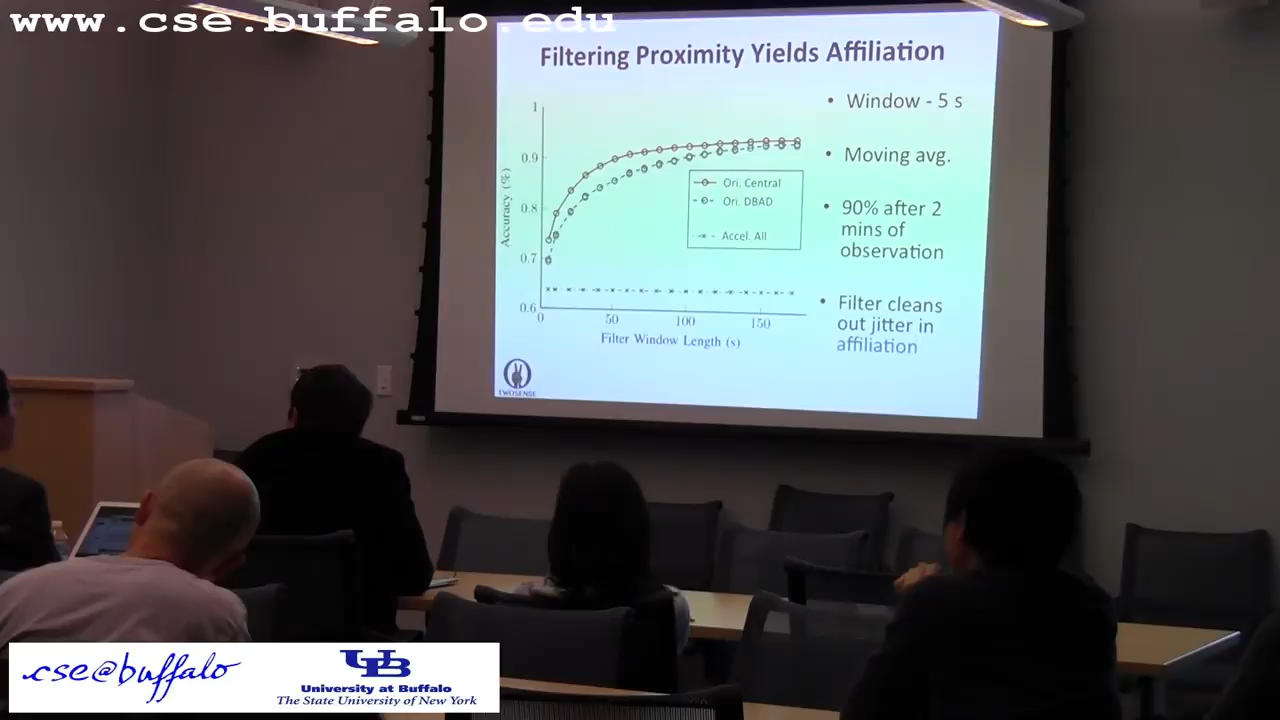 www.cse.buffalo.edu
Filtering Proximity Yields Affiliation
• Window - 5 s
• Moving avg.
• 90% after 2
mins of
observation
• Filter cleans
out jitter in
affiliation
1
0.9
0.8
0.7
0.6
Accuracy (%)
Ori. Central
Ori. DBAD
Accel. All
0
50
100
150
Filter Window Length (s)
TWOSENSE
cse@buffalo
UB
University at Buffalo
The State University of New York